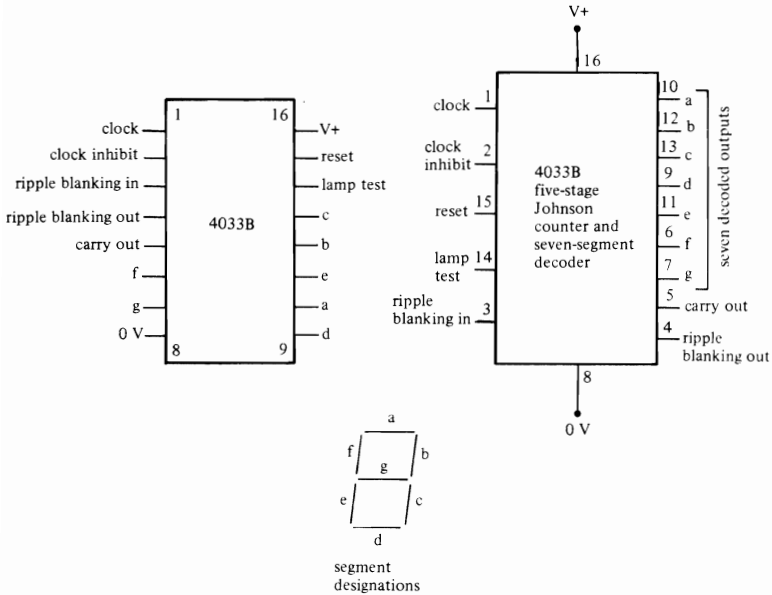 1 16
clock V+
clock inhibit reset
ripple blanking in lamp test
4033B
ripple blanking out c
carry out b
f e
g a
0 V d
8 9
V+
16
1
clock
2
clock
inhibit
15
reset
14
lamp
test
3
ripple
blanking in
4033B
five-stage
Johnson
counter and
seven-segment
decoder
10
a
12
b
13
c
9
d
11
e
6
f
7
g
seven decoded outputs
5
carry out
4
ripple
blanking out
8
0 V
a
f b
g
e c
d
segment
designations